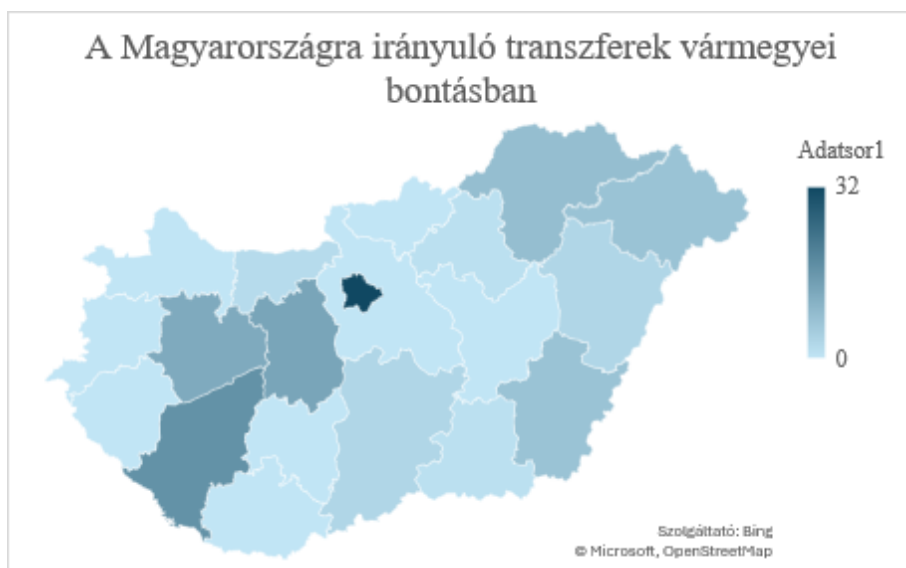 A Magyarországra irányuló transzferek vármegyei
bontásban
Adatsor1
32
0
Szolgáltató: Bing
© Microsoft, OpenStreetMap